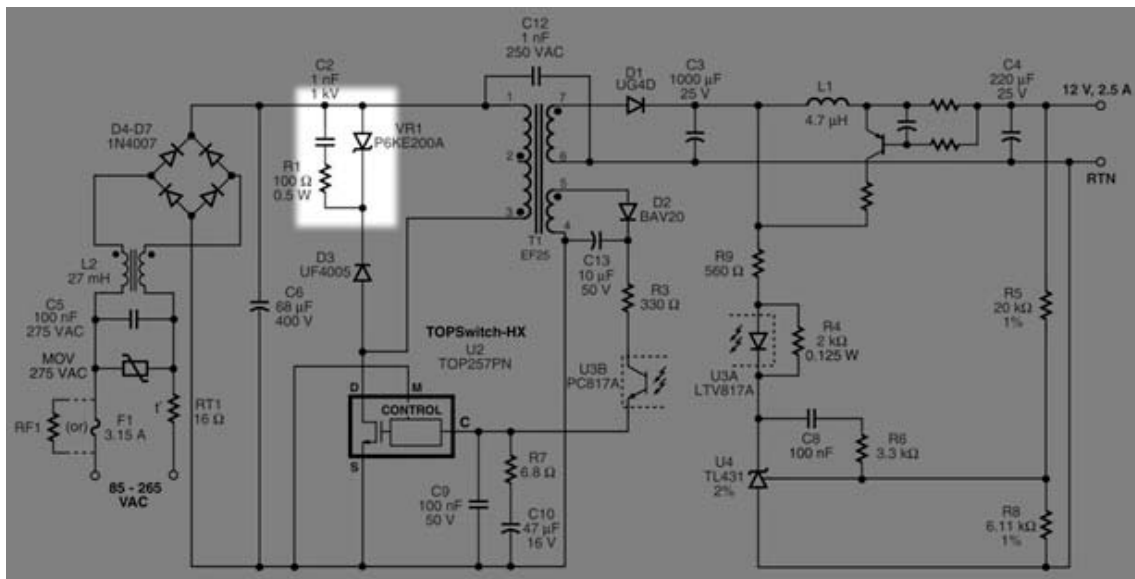 C12
1 nF
250 VAC
C2
1 nF
1 kV
D1
UG4D
C3
1000 µF
25 V
L1
4.7 µH
C4
220 µF
25 V
12 V, 2.5 A
RTN
D4-D7
1N4007
VR1
P6KE200A
R1
100 Ω
0.5 W
1
2
3
7
6
5
4
T1
EF25
D2
BAV20
C13
10 µF
50 V
L2
27 mH
D3
UF4005
R9
560 Ω
R3
330 Ω
C5
100 nF
275 VAC
C6
68 µF
400 V
R5
20 kΩ
1%
TOPSwitch-HX
U2
TOP257PN
R4
2 kΩ
0.125 W
MOV
275 VAC
U3B
PC817A
U3A
LTV817A
D
M
CONTROL
C
S
RF1
(or)
F1
3.15 A
t°
RT1
16 Ω
R7
6.8 Ω
C8
100 nF
R6
3.3 kΩ
U4
TL431
2%
85 - 265
VAC
C9
100 nF
50 V
C10
47 µF
16 V
R8
6.11 kΩ
1%